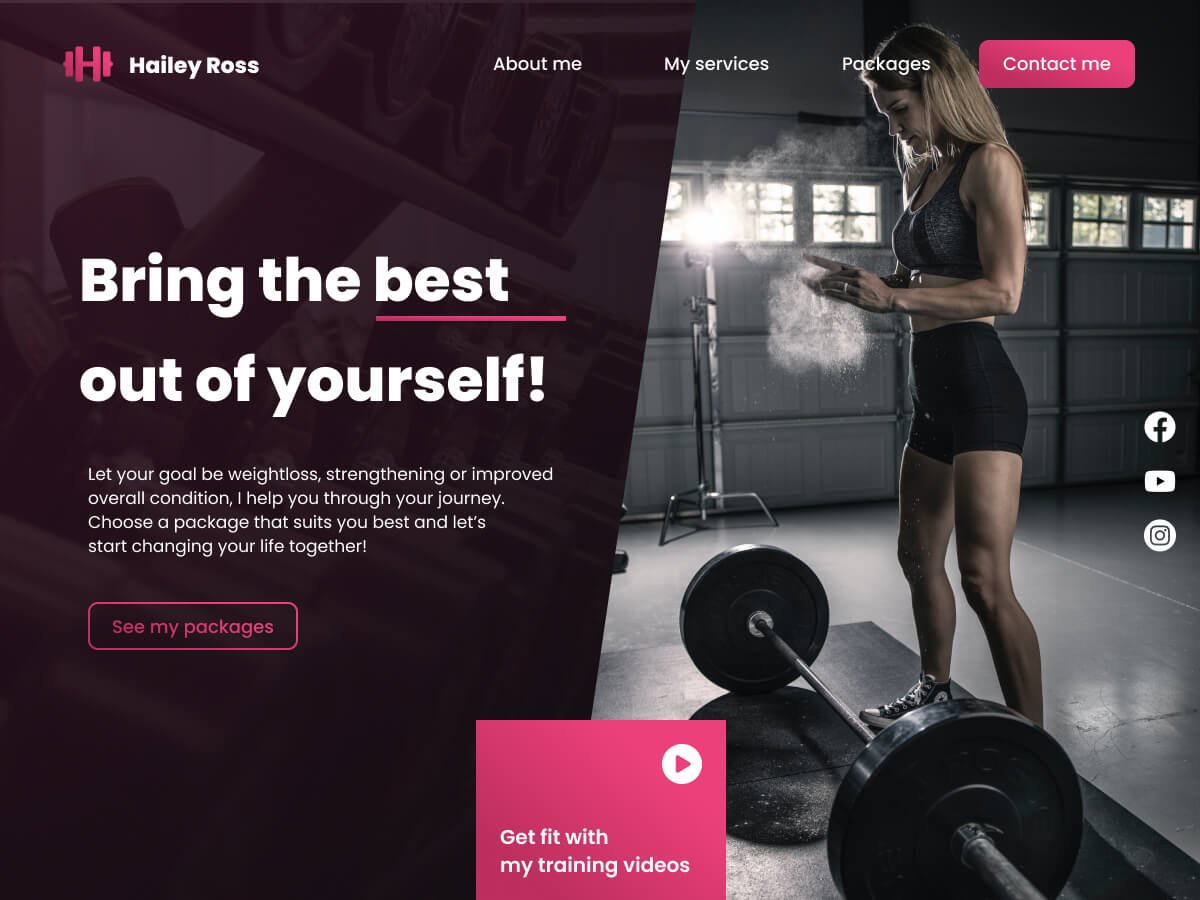 Hailey Ross
About me
My services
Packages
Contact me
Bring the best
out of yourself!
Let your goal be weightloss, strengthening or improved
overall condition, I help you through your journey.
Choose a package that suits you best and let's
start changing your life together!
See my packages
Get fit with
my training videos